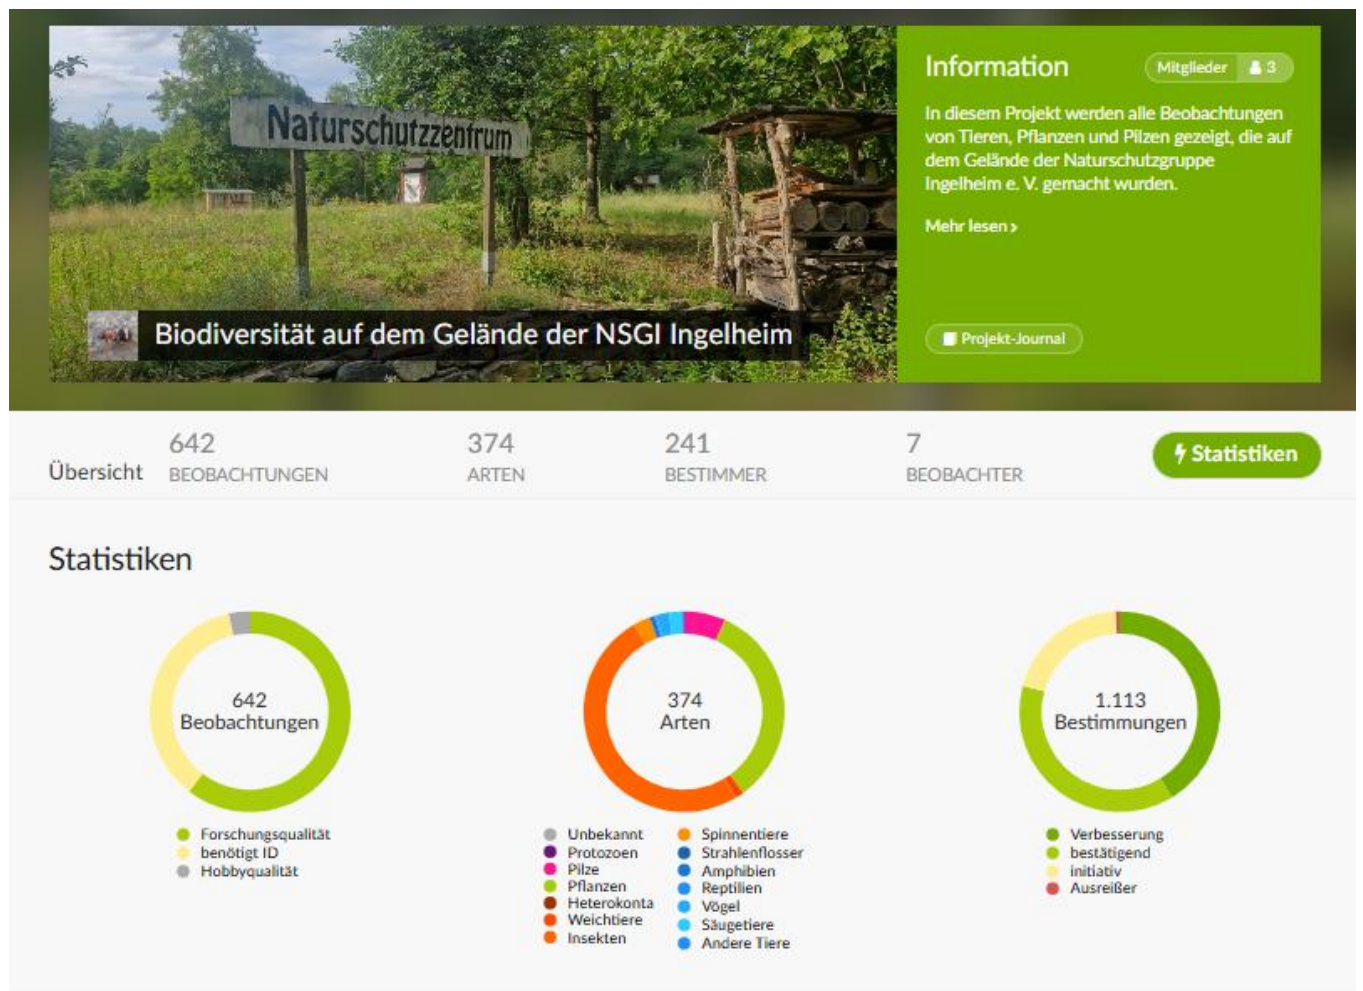 Naturschutzzentrum
Biodiversität auf dem Gelände der NSGI Ingelheim
Information
Mitglieder 3
In diesem Projekt werden alle Beobachtungen
von Tieren, Pflanzen und Pilzen gezeigt, die auf
dem Gelände der Naturschutzgruppe
Ingelheim e. V. gemacht wurden.
Mehr lesen ›
Projekt-Journal
Übersicht
642
BEOBACHTUNGEN
374
ARTEN
241
BESTIMMER
7
BEOBACHTER
Statistiken
Statistiken
642
Beobachtungen
Forschungsqualität
benötigt ID
Hobbyqualität
374
Arten
Unbekannt
Protozoen
Pilze
Pflanzen
Heterokonta
Weichtiere
Insekten
Spinnentiere
Strahlenflosser
Amphibien
Reptilien
Vögel
Säugetiere
Andere Tiere
1.113
Bestimmungen
Verbesserung
bestätigend
initiativ
Ausreißer